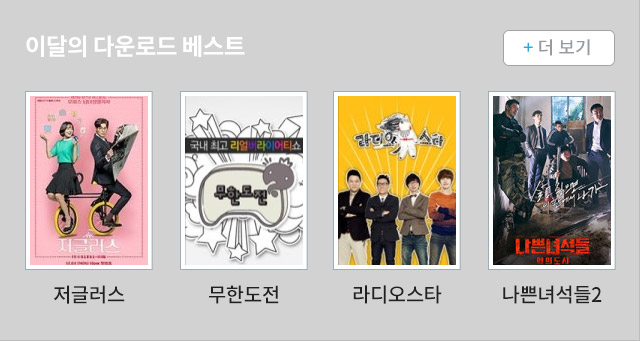 이달의 다운로드 베스트
+ 더 보기
저글러스
국내 최고 리얼버라이어티쇼
무한도전
라디오스타
나쁜녀석들
악의도시
저글러스
무한도전
라디오스타
나쁜녀석들2